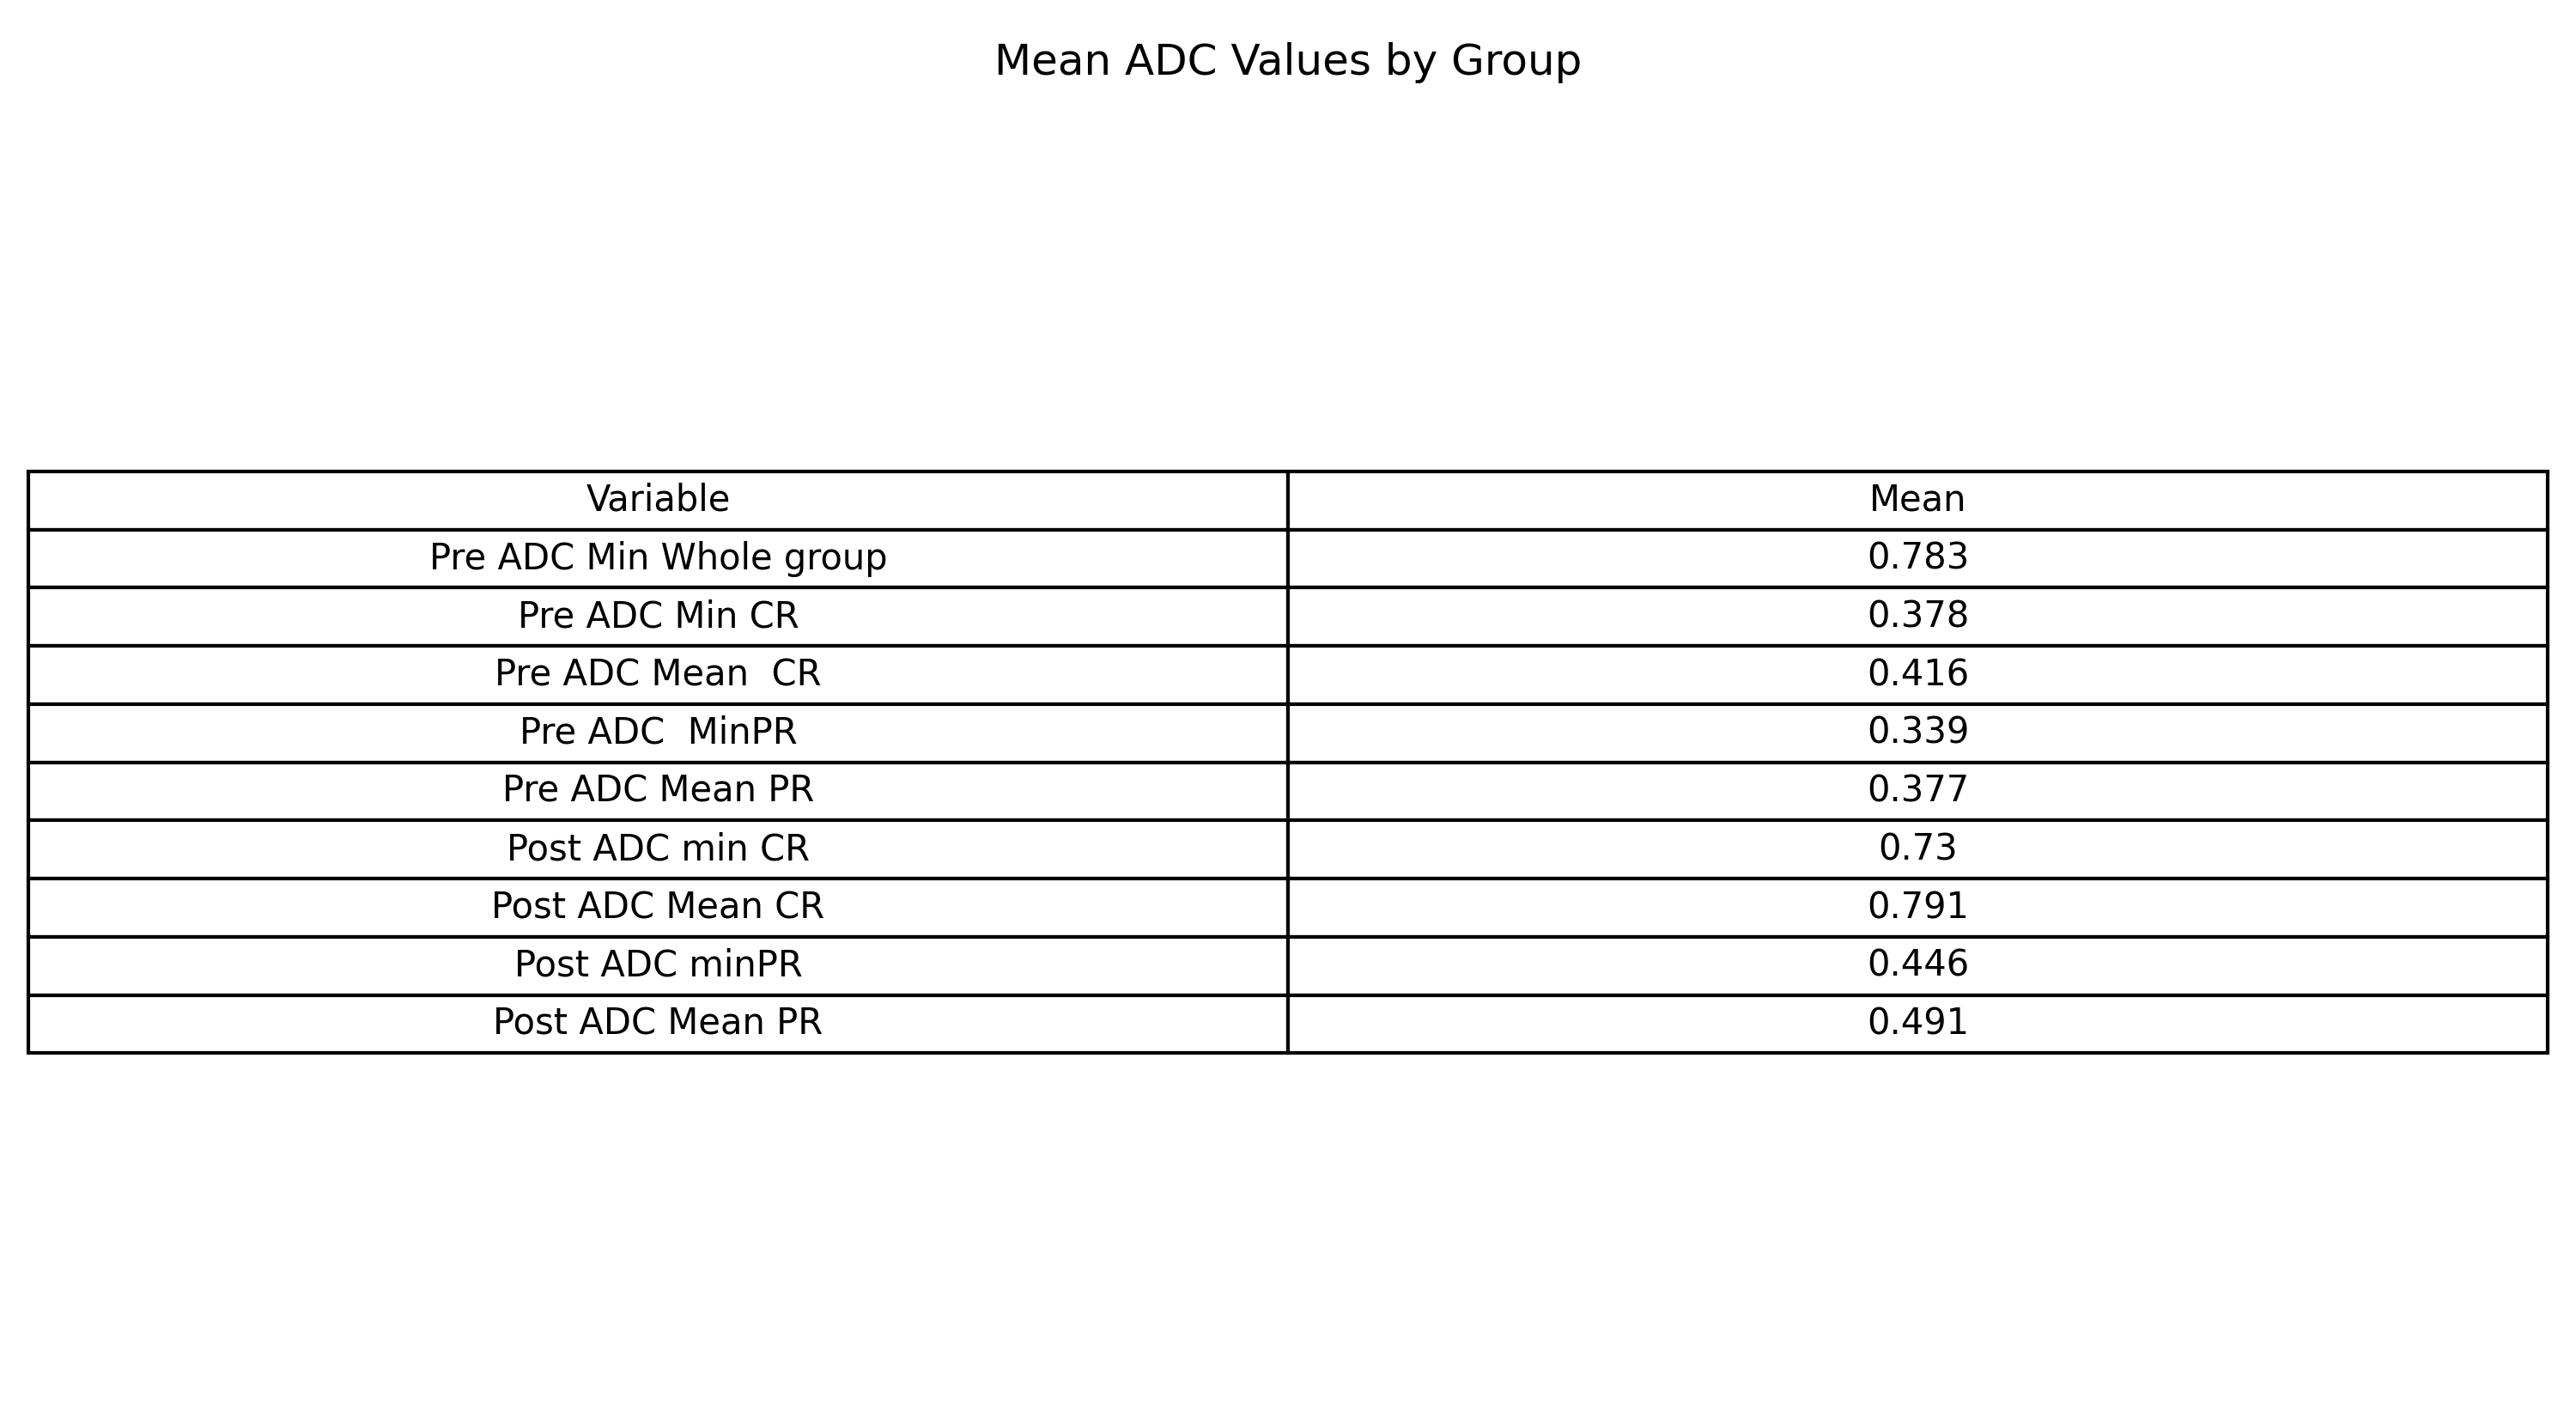 Mean ADC Values by Group
Variable Mean
Pre ADC Min Whole group 0.783
Pre ADC Min CR 0.378
Pre ADC Mean  CR 0.416
Pre ADC  MinPR 0.339
Pre ADC Mean PR 0.377
Post ADC min CR 0.73
Post ADC Mean CR 0.791
Post ADC minPR 0.446
Post ADC Mean PR 0.491